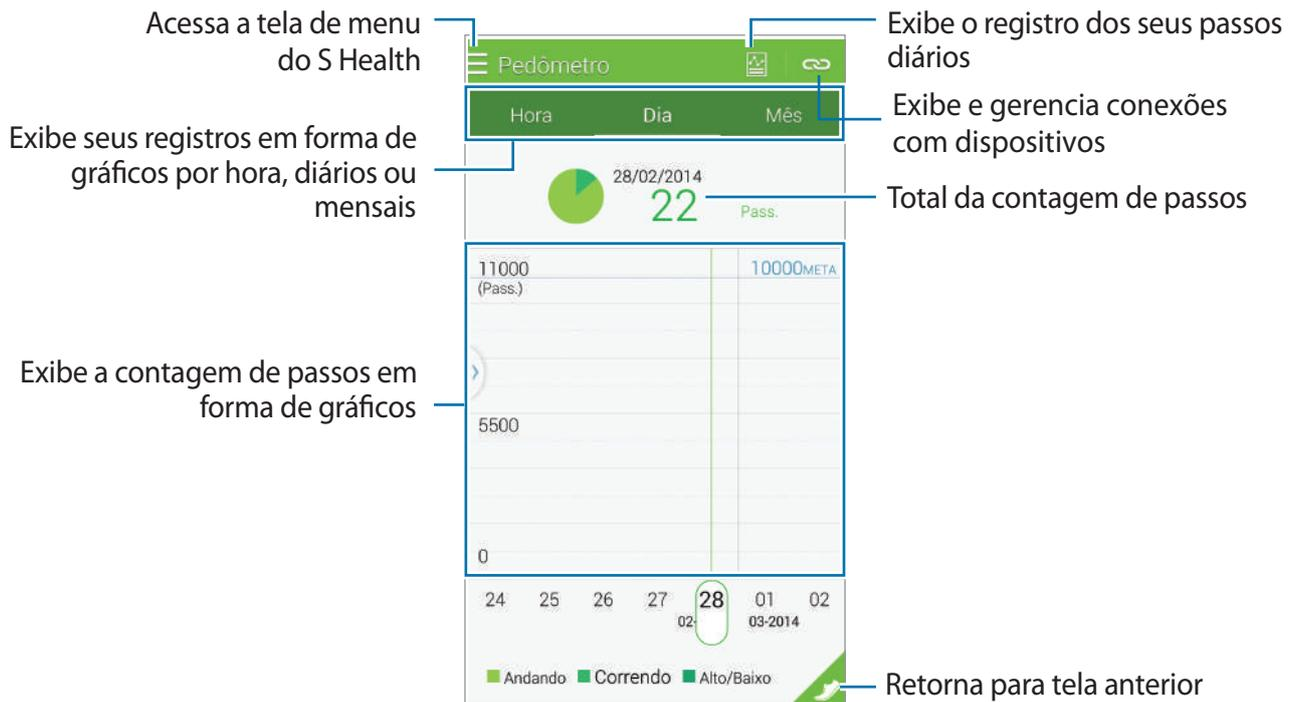 Acessa a tela de menu
do S Health
Exibe seus registros em forma de
gráficos por hora, diários ou
mensais
Exibe a contagem de passos em
forma de gráficos
Pedômetro
Hora Dia Mês
28/02/2014
22 Pass.
11000 10000META
(Pass.)
5500
0
24 25 26 27 28 01 02
02- 03-2014
Andando Correndo Alto/Baixo
Exibe o registro dos seus passos
diários
Exibe e gerencia conexões
com dispositivos
Total da contagem de passos
Retorna para tela anterior